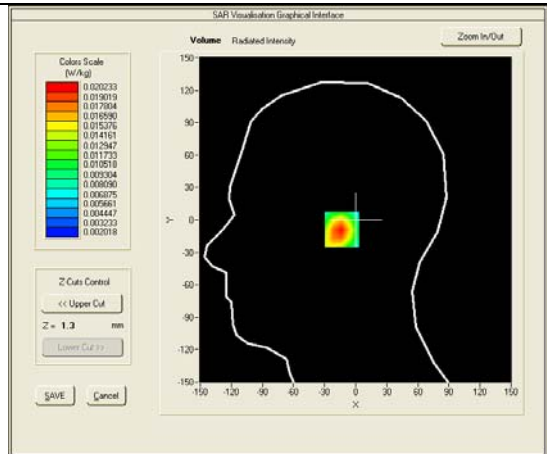 SAR Visualisation Graphical Interface
Volume Radiated Intensity
Zoom In/Out
Colors Scale
(W/kg)
0.020233
0.019019
0.017804
0.016590
0.015376
0.014161
0.012947
0.011733
0.010518
0.009304
0.008090
0.006875
0.005661
0.004447
0.003233
0.002018
Z Cuts Control
<< Upper Cut
Z = 1.3 mm
Lower Cut >>
SAVE Cancel
150
120
90
60
30
0
-30
-60
-90
-120
-150
Y
-150 -120 -90 -60 -30 0 30 60 90 120 150
X